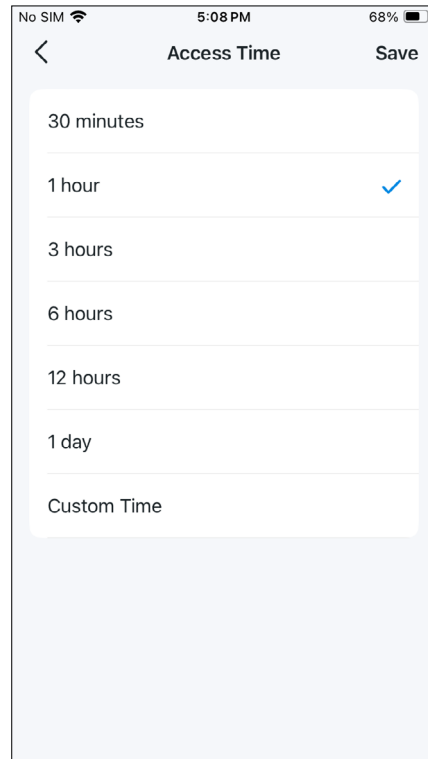 No SIM 5:08 PM 68%
Access Time Save
30 minutes
1 hour
3 hours
6 hours
12 hours
1 day
Custom Time